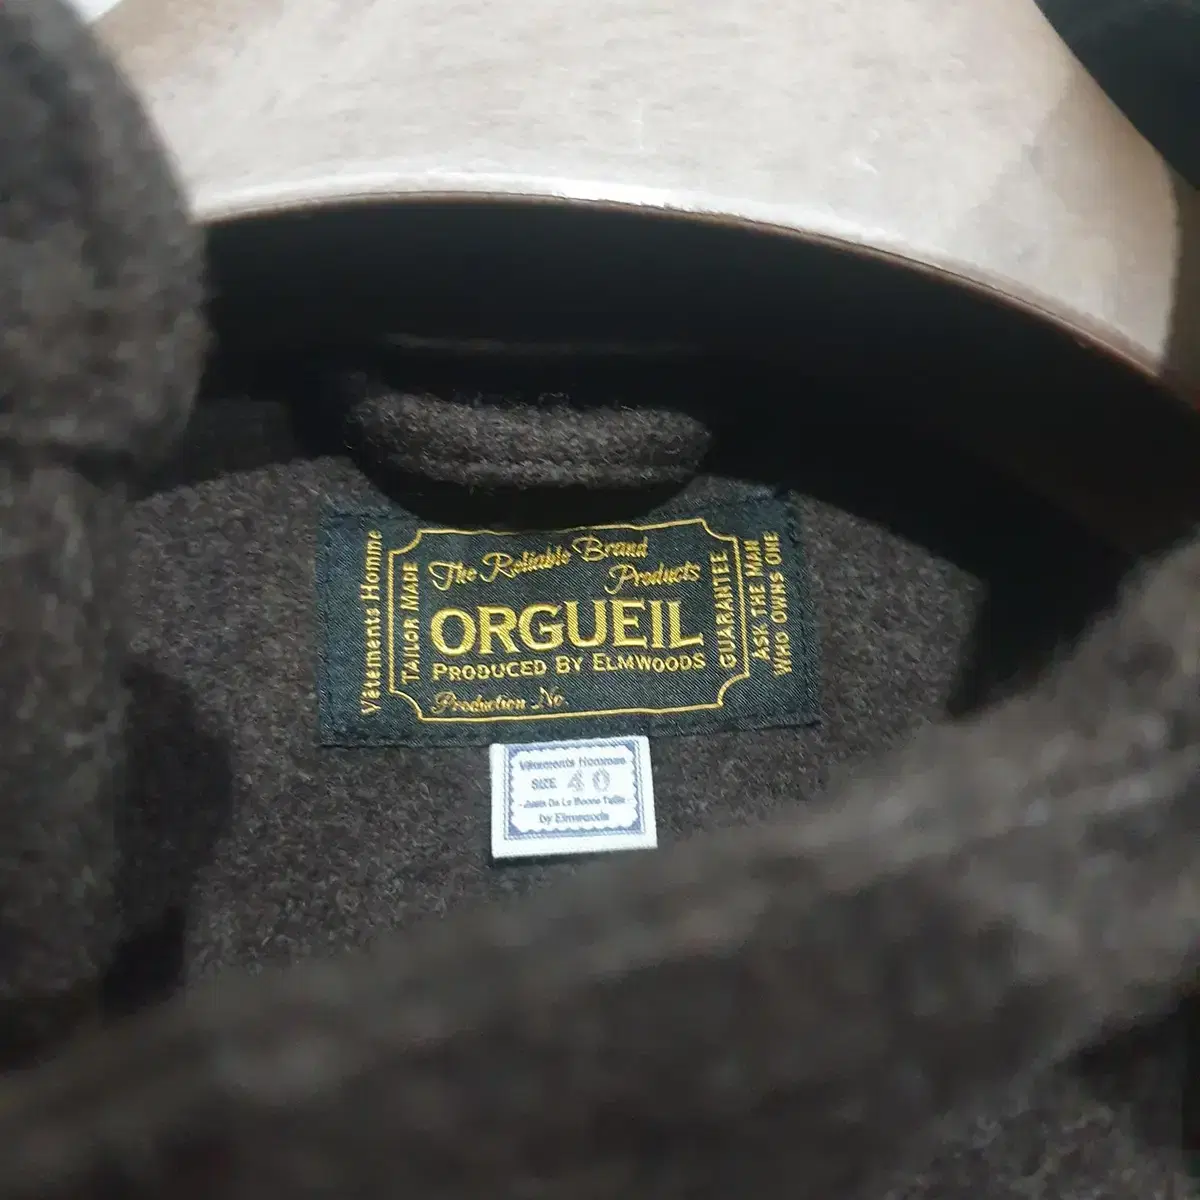 Vêtements Homme
TAILOR MADE
The Reliable Brand
Products
ORGUEIL
PRODUCED BY ELMWOODS
Production No
GUARANTEE
ASK THE MAN
WHO OWNS ONE
Vêtements Homme
SIZE 40
by Elmwoods